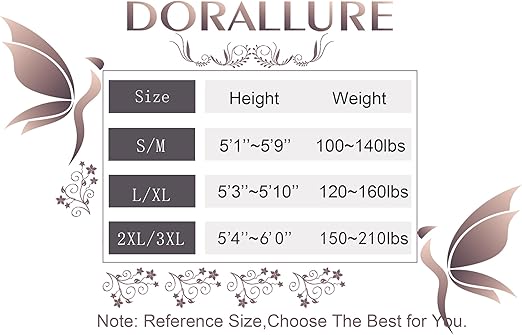 DORALLURE
Size Height Weight
S/M 5'1''~5'9'' 100~140lbs
L/XL 5'3''~5'10'' 120~160lbs
2XL/3XL 5'4''~6'0'' 150~210lbs
Note: Reference Size,Choose The Best for You.